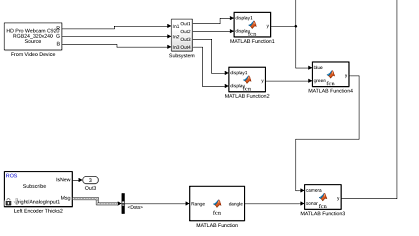 HD Pro Webcam C920
RGB24_320x240
Source
R
G
B
From Video Device
In1
In2
In3
Out1
Out2
Out3
Out4
Subsystem
display1
display
fcn
y
MATLAB Function1
display1
display
fcn
y
MATLAB Function2
blue
green
fcn
y
MATLAB Function4
ROS
Subscribe
/right/AnalogInput1
IsNew
Msg
Left Encoder Thicks2
3
Out3
<Data>
Range
fcn
dangle
MATLAB Function
camera
sonar
fcn
y
MATLAB Function3